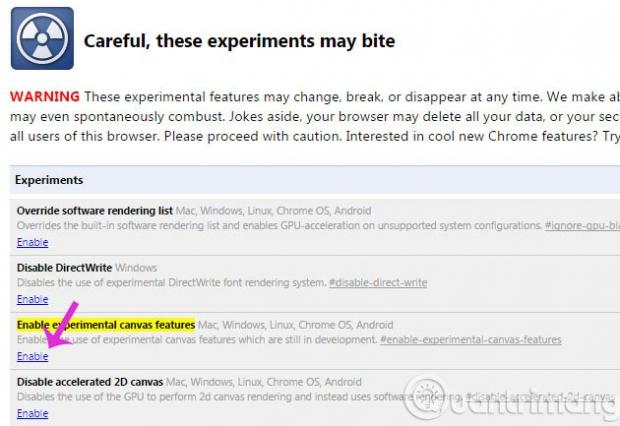 Careful, these experiments may bite
WARNING These experimental features may change, break, or disappear at any time. We make ab
may even spontaneously combust. Jokes aside, your browser may delete all your data, or your sec
all users of this browser. Please proceed with caution. Interested in cool new Chrome features? Try
Experiments
Override software rendering list Mac, Windows, Linux, Chrome OS, Android
Overrides the built-in software rendering list and enables GPU-acceleration on unsupported system configurations. #ignore-gpu-bla
Enable
Disable DirectWrite Windows
Disables the use of experimental DirectWrite font rendering system. #disable-direct-write
Enable
Enable experimental canvas features Mac, Windows, Linux, Chrome OS, Android
Enable use of experimental canvas features which are still in development. #enable-experimental-canvas-features
Enable
Disable accelerated 2D canvas Mac, Windows, Linux, Chrome OS, Android
Disables the use of the GPU to perform 2d canvas rendering and instead uses software rendering. #disable-accelerated-2d-canvas
Enable
uantrimang